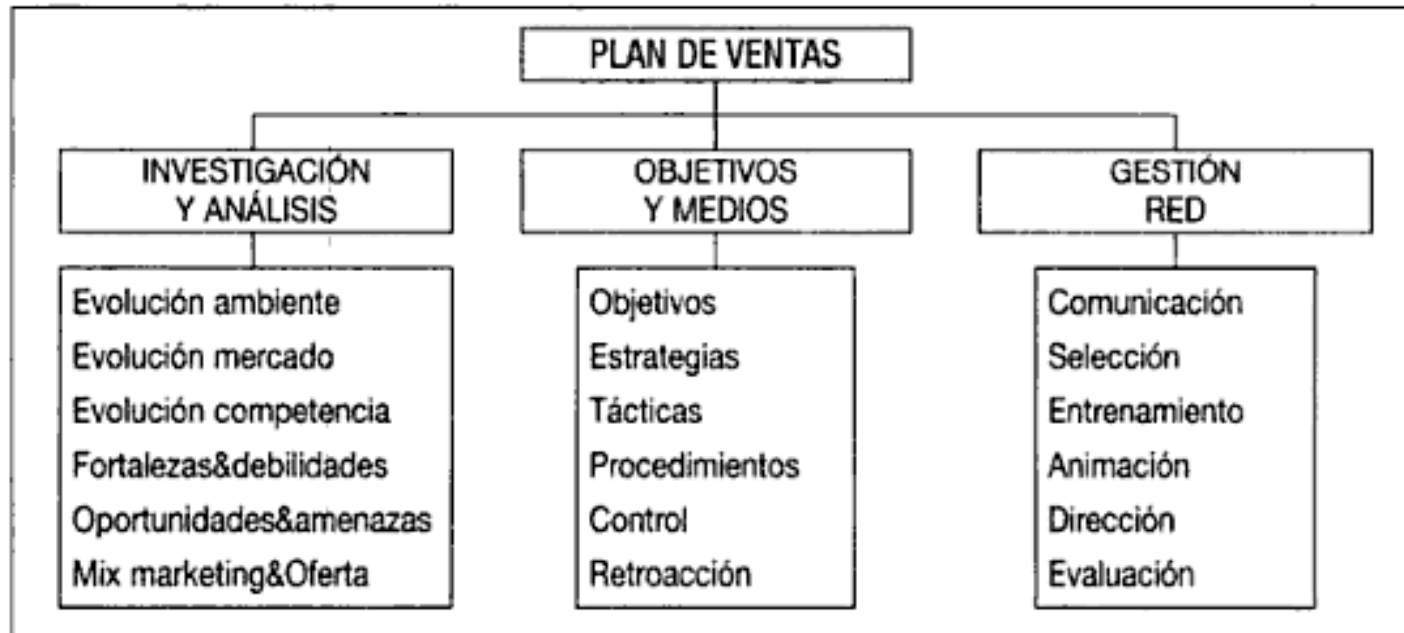 PLAN DE VENTAS
INVESTIGACIÓN
Y ANÁLISIS
OBJETIVOS
Y MEDIOS
GESTIÓN
RED
Evolución ambiente
Evolución mercado
Evolución competencia
Fortalezas&debilidades
Oportunidades&amenazas
Mix marketing&Oferta
Objetivos
Estrategias
Tácticas
Procedimientos
Control
Retroacción
Comunicación
Selección
Entrenamiento
Animación
Dirección
Evaluación